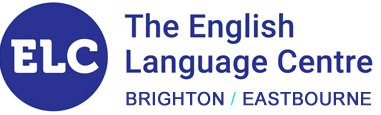 ELC
The English
Language Centre
BRIGHTON / EASTBOURNE